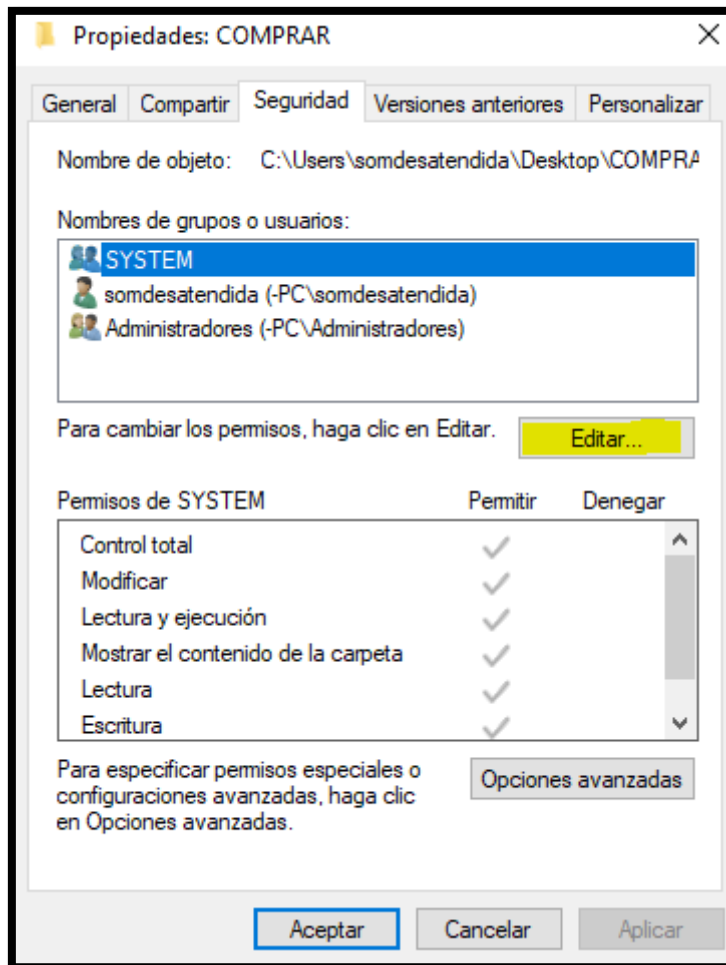 Propiedades: COMPRAR
General Compartir Seguridad Versiones anteriores Personalizar
Nombre de objeto: C:\Users\somdesatendida\Desktop\COMPRA
Nombres de grupos o usuarios:
SYSTEM
somdesatendida (-PC\somdesatendida)
Administradores (-PC\Administradores)
Para cambiar los permisos, haga clic en Editar. Editar...
Permisos de SYSTEM Permitir Denegar
Control total
Modificar
Lectura y ejecución
Mostrar el contenido de la carpeta
Lectura
Escritura
Para especificar permisos especiales o
configuraciones avanzadas, haga clic
en Opciones avanzadas.
Opciones avanzadas
Aceptar Cancelar Aplicar